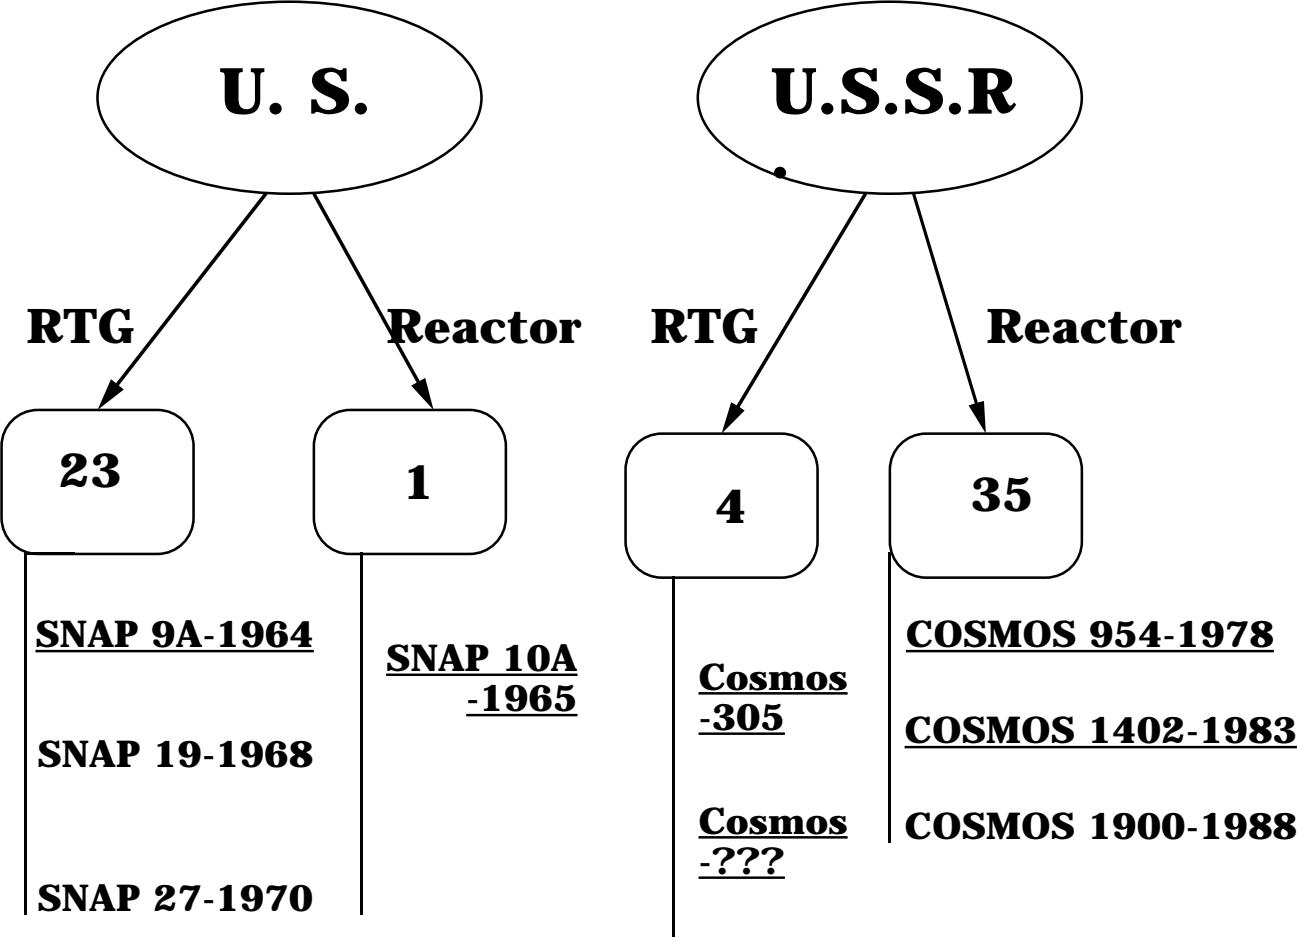 U. S.
U.S.S.R
.
RTG
Reactor
RTG
Reactor
23
1
4
35
SNAP 9A-1964
SNAP 19-1968
SNAP 27-1970
SNAP 10A
-1965
Cosmos
-305
Cosmos
-???
COSMOS 954-1978
COSMOS 1402-1983
COSMOS 1900-1988